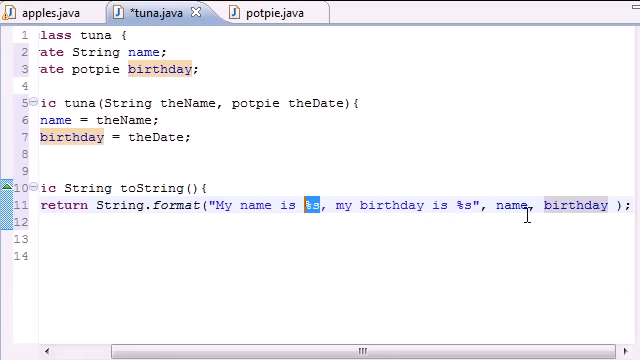 apples.java *tuna.java potpie.java
1 lass tuna {
2 vate String name;
3 vate potpie birthday;
4
5 ic tuna(String theName, potpie theDate){
6 name = theName;
7 birthday = theDate;
8
9
10 ic String toString(){
11 return String.format("My name is %s, my birthday is %s", name, birthday );
12
13
14